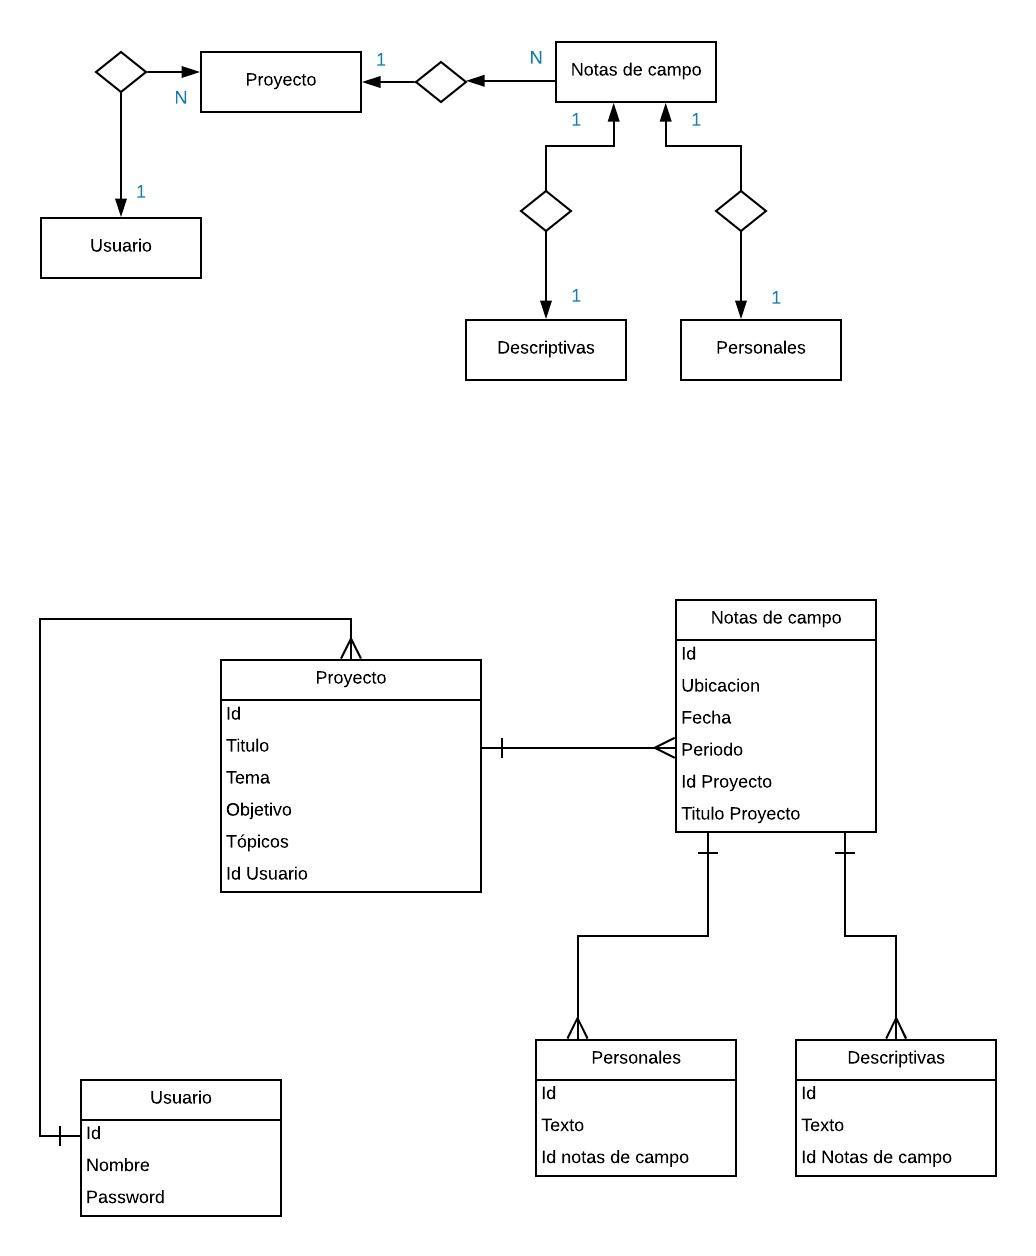 Proyecto
1
N
Notas de campo
N
1
1
1
Usuario
1
1
Descriptivas
Personales
Notas de campo
Id
Ubicacion
Fecha
Periodo
Id Proyecto
Titulo Proyecto
Proyecto
Id
Titulo
Tema
Objetivo
Tópicos
Id Usuario
Usuario
Id
Nombre
Password
Personales
Id
Texto
Id notas de campo
Descriptivas
Id
Texto
Id Notas de campo